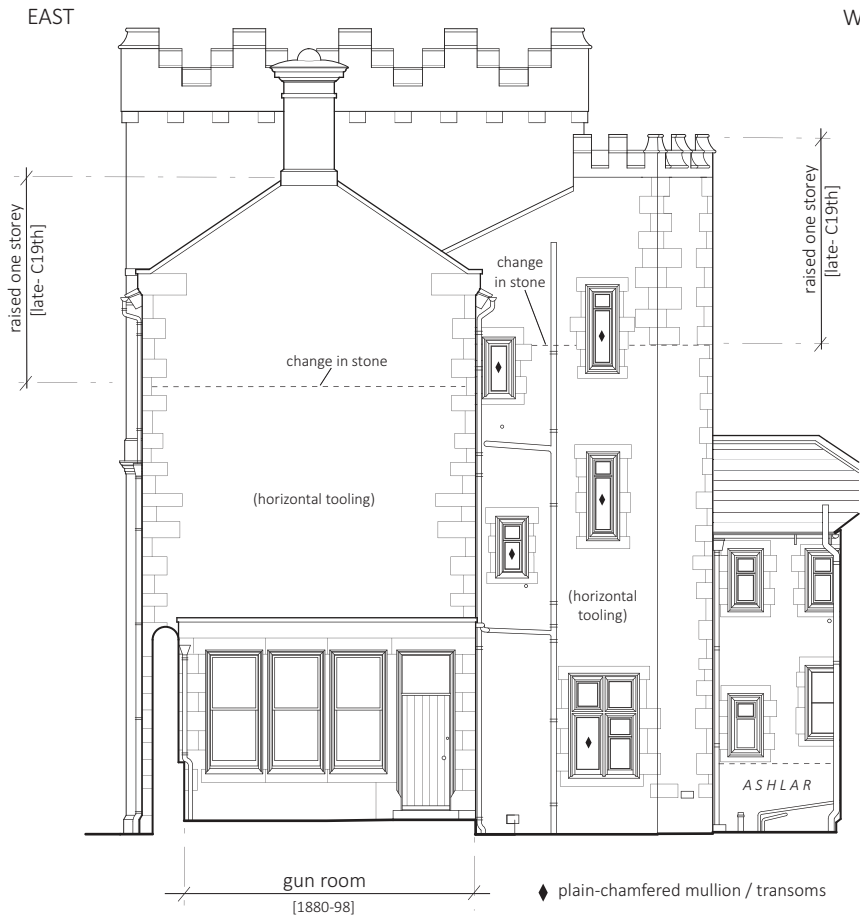 EAST
W
raised one storey
[late- C19th]
change
in stone
raised one storey
[late- C19th]
change in stone
(horizontal tooling)
(horizontal
tooling)
ASHLAR
gun room
[1880-98]
plain-chamfered mullion / transoms